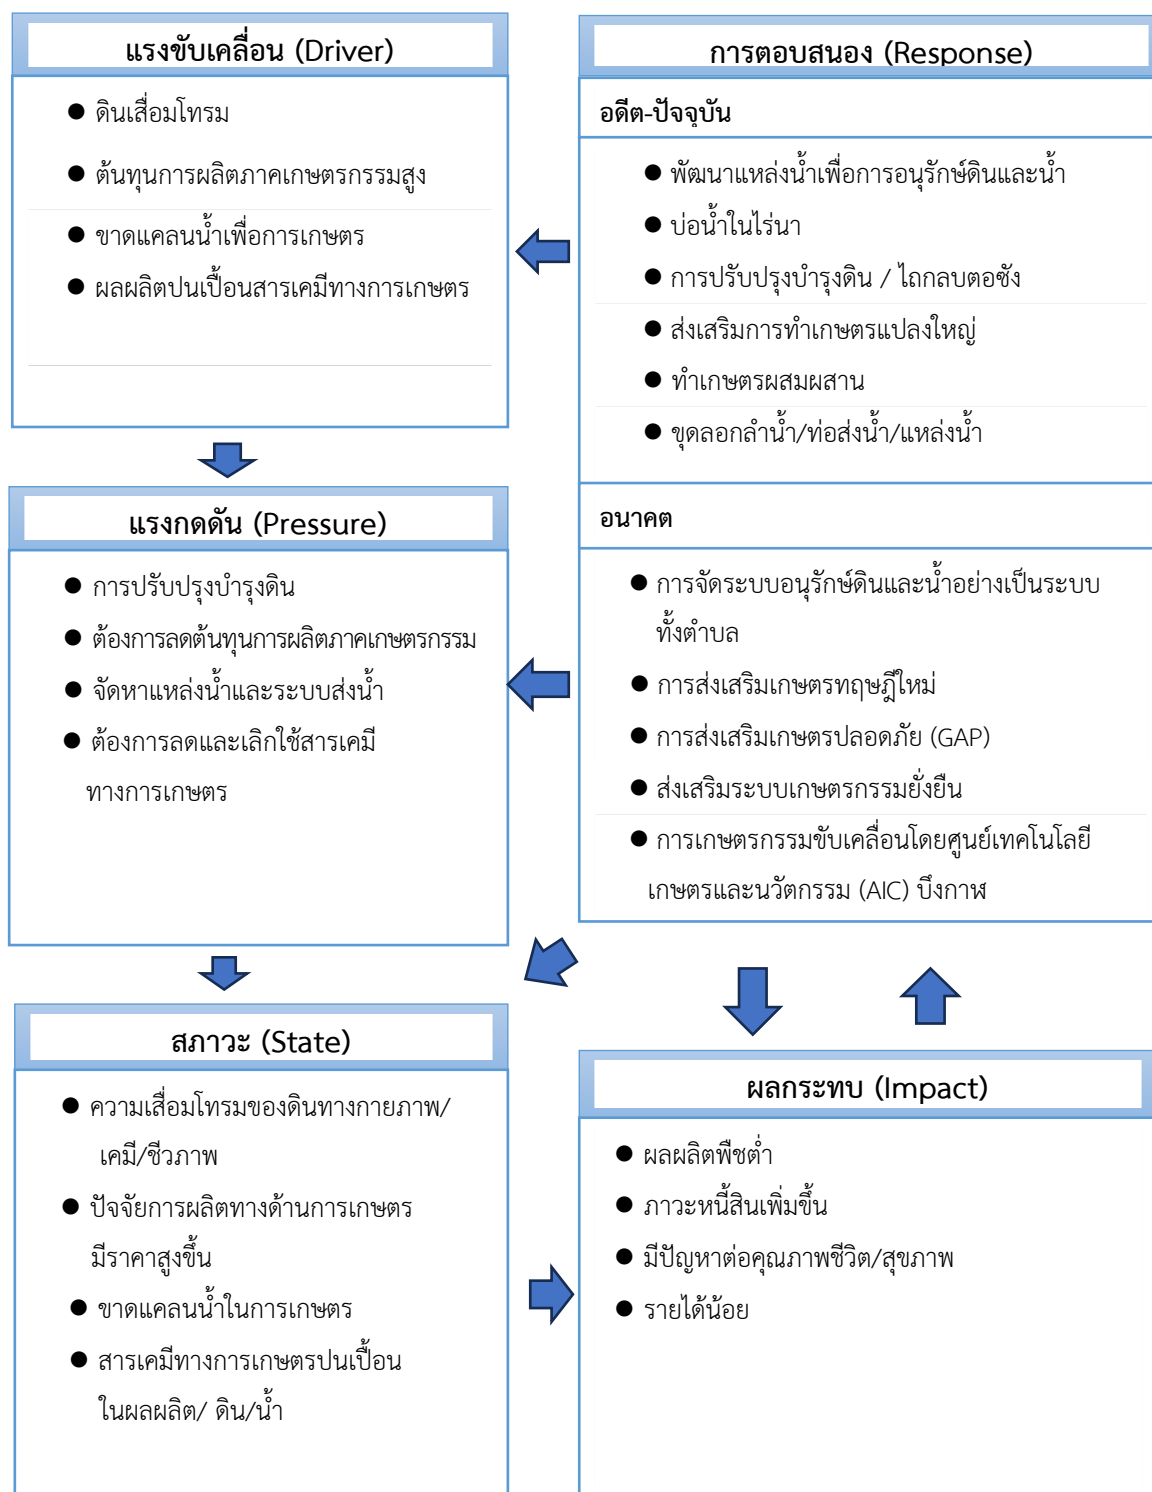 แรงขับเคลื่อน (Driver)
● ดินเสื่อมโทรม
● ต้นทุนการผลิตภาคเกษตรกรรมสูง
● ขาดแคลนน้ำเพื่อการเกษตร
● ผลผลิตปนเปื้อนสารเคมีทางการเกษตร
แรงกดดัน (Pressure)
● การปรับปรุงบำรุงดิน
● ต้องการลดต้นทุนการผลิตภาคเกษตรกรรม
● จัดหาแหล่งน้ำและระบบส่งน้ำ
● ต้องการลดและเลิกใช้สารเคมี
ทางการเกษตร
สภาวะ (State)
● ความเสื่อมโทรมของดินทางกายภาพ/
เคมี/ชีวภาพ
● ปัจจัยการผลิตทางด้านการเกษตร
มีราคาสูงขึ้น
● ขาดแคลนน้ำในการเกษตร
● สารเคมีทางการเกษตรปนเปื้อน
ในผลผลิต/ ดิน/น้ำ
การตอบสนอง (Response)
อดีต-ปัจจุบัน
● พัฒนาแหล่งน้ำเพื่อการอนุรักษ์ดินและน้ำ
● บ่อน้ำในไร่นา
● การปรับปรุงบำรุงดิน / ไถกลบตอซัง
● ส่งเสริมการทำเกษตรแปลงใหญ่
● ทำเกษตรผสมผสาน
● ขุดลอกลำน้ำ/ท่อส่งน้ำ/แหล่งน้ำ
อนาคต
● การจัดระบบอนุรักษ์ดินและน้ำอย่างเป็นระบบ
ทั้งตำบล
● การส่งเสริมเกษตรทฤษฎีใหม่
● การส่งเสริมเกษตรปลอดภัย (GAP)
● ส่งเสริมระบบเกษตรกรรมยั่งยืน
● การเกษตรกรรมขับเคลื่อนโดยศูนย์เทคโนโลยี
เกษตรและนวัตกรรม (AIC) บึงกาฬ
ผลกระทบ (Impact)
● ผลผลิตพืชต่ำ
● ภาวะหนี้สินเพิ่มขึ้น
● มีปัญหาต่อคุณภาพชีวิต/สุขภาพ
● รายได้น้อย